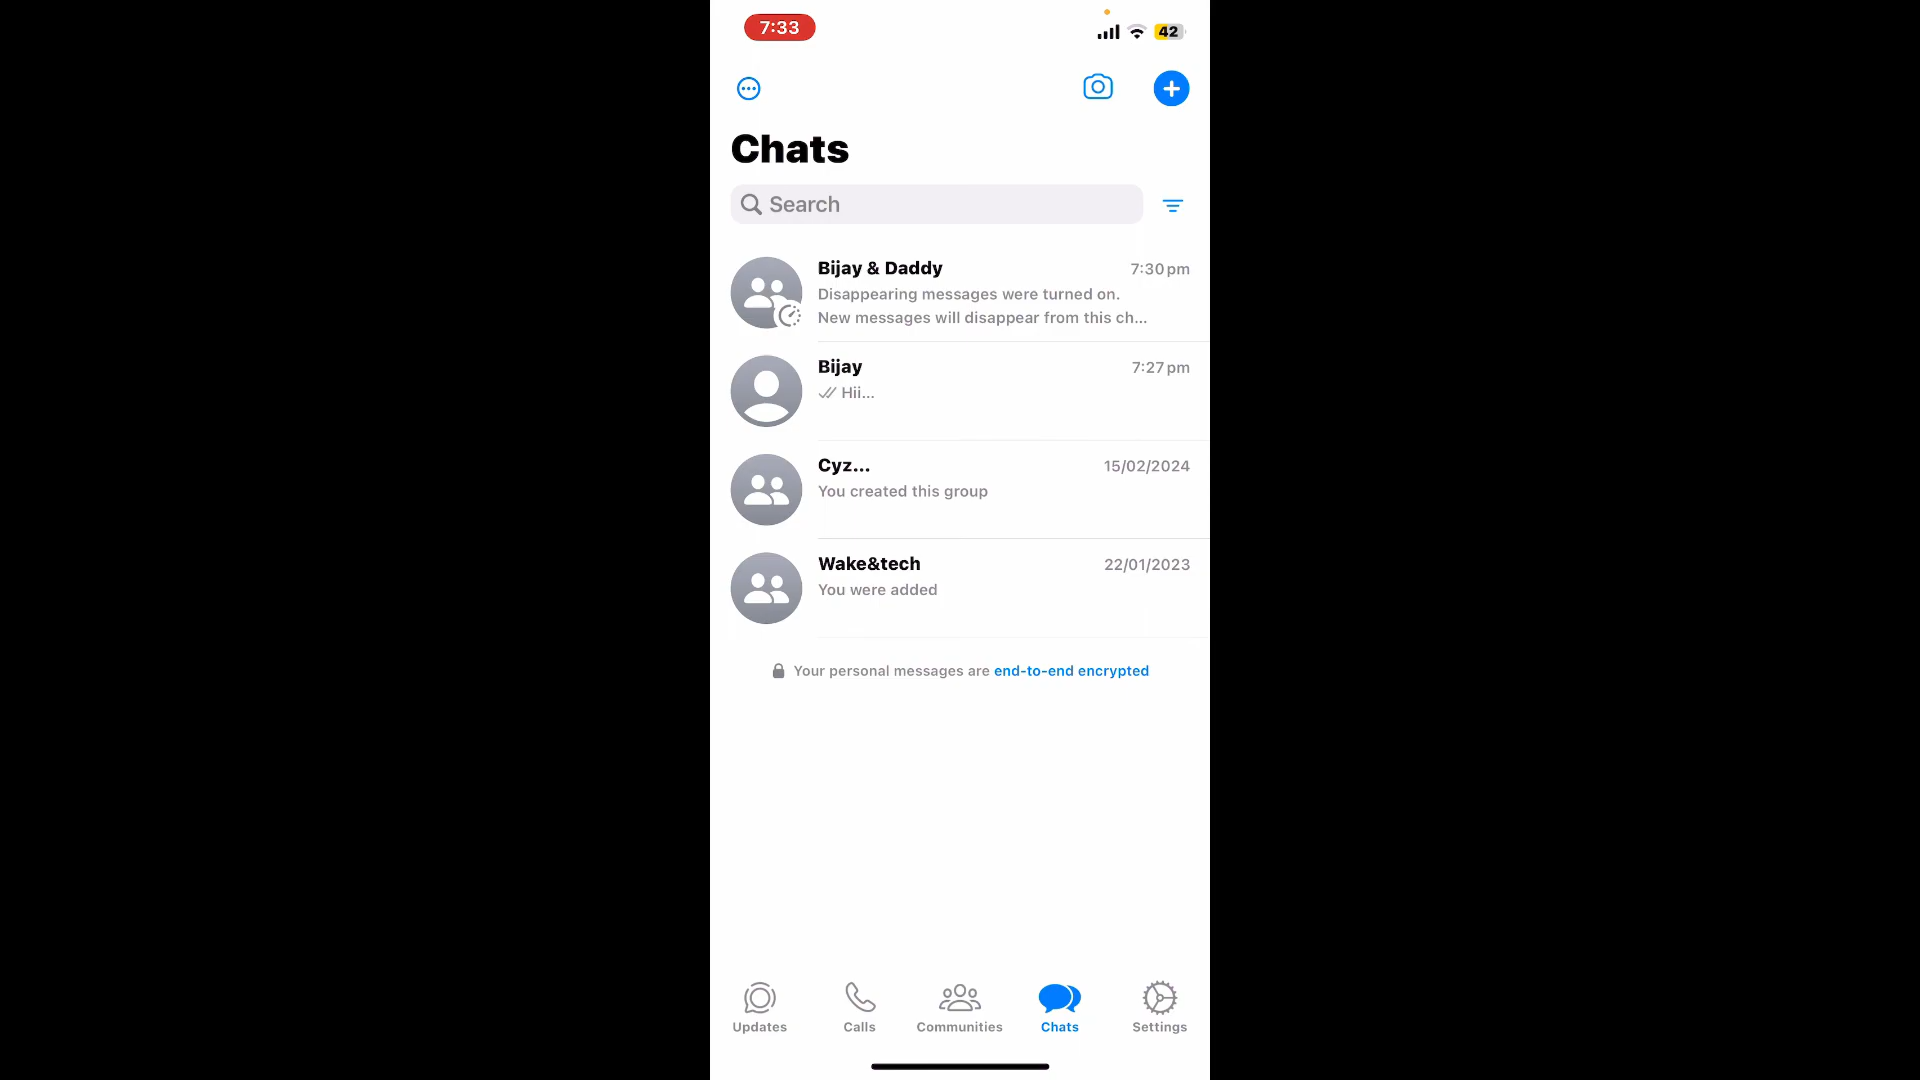 7:33
42
Chats
Search
Bijay & Daddy 7:30 pm
Disappearing messages were turned on.
New messages will disappear from this ch...
Bijay 7:27 pm
Hii...
Cyz... 15/02/2024
You created this group
Wake&tech 22/01/2023
You were added
Your personal messages are end-to-end encrypted
Updates Calls Communities Chats Settings